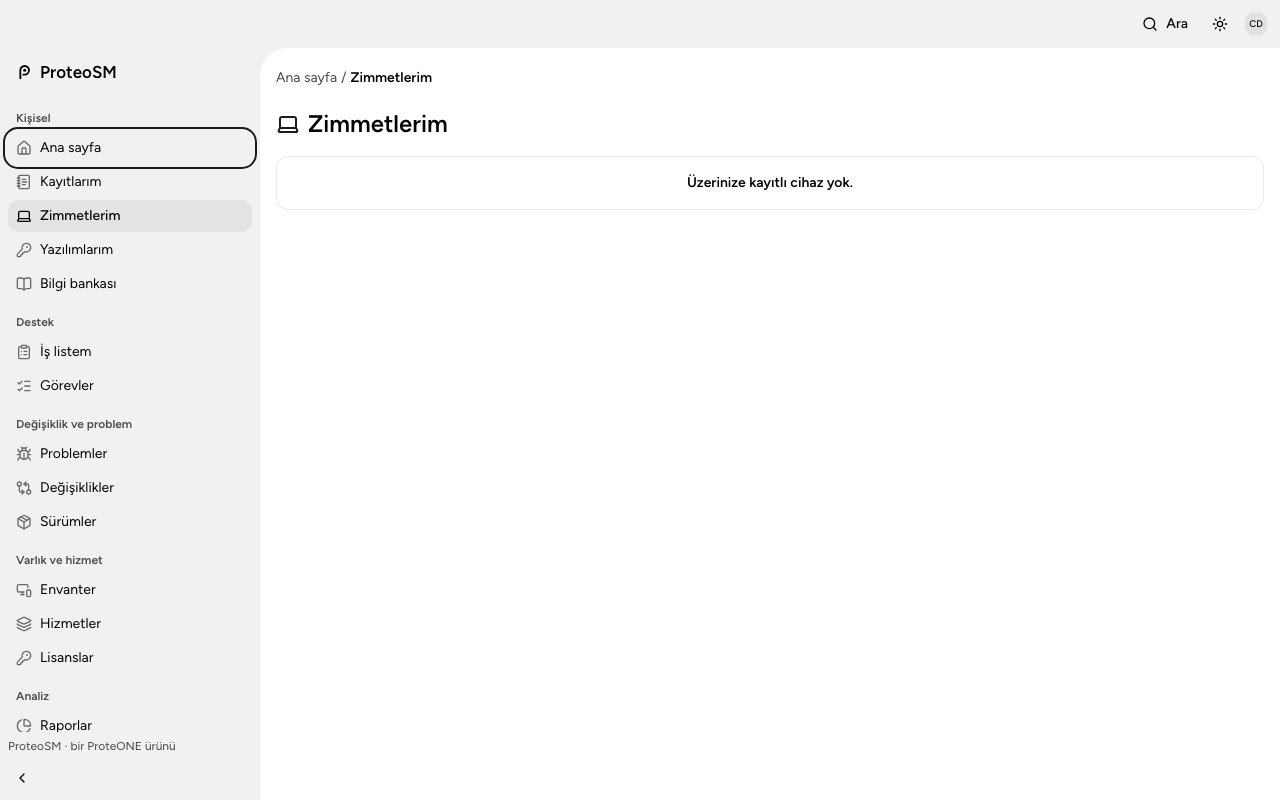 Ara
CD
ProteoSM
Kişisel
Ana sayfa
Kayıtlarım
Zimmetlerim
Yazılımlarım
Bilgi bankası
Destek
İş listem
Görevler
Değişiklik ve problem
Problemler
Değişiklikler
Sürümler
Varlık ve hizmet
Envanter
Hizmetler
Lisanslar
Analiz
Raporlar
ProteoSM · bir ProteONE ürünü
Ana sayfa / Zimmetlerim
Zimmetlerim
Üzerinize kayıtlı cihaz yok.